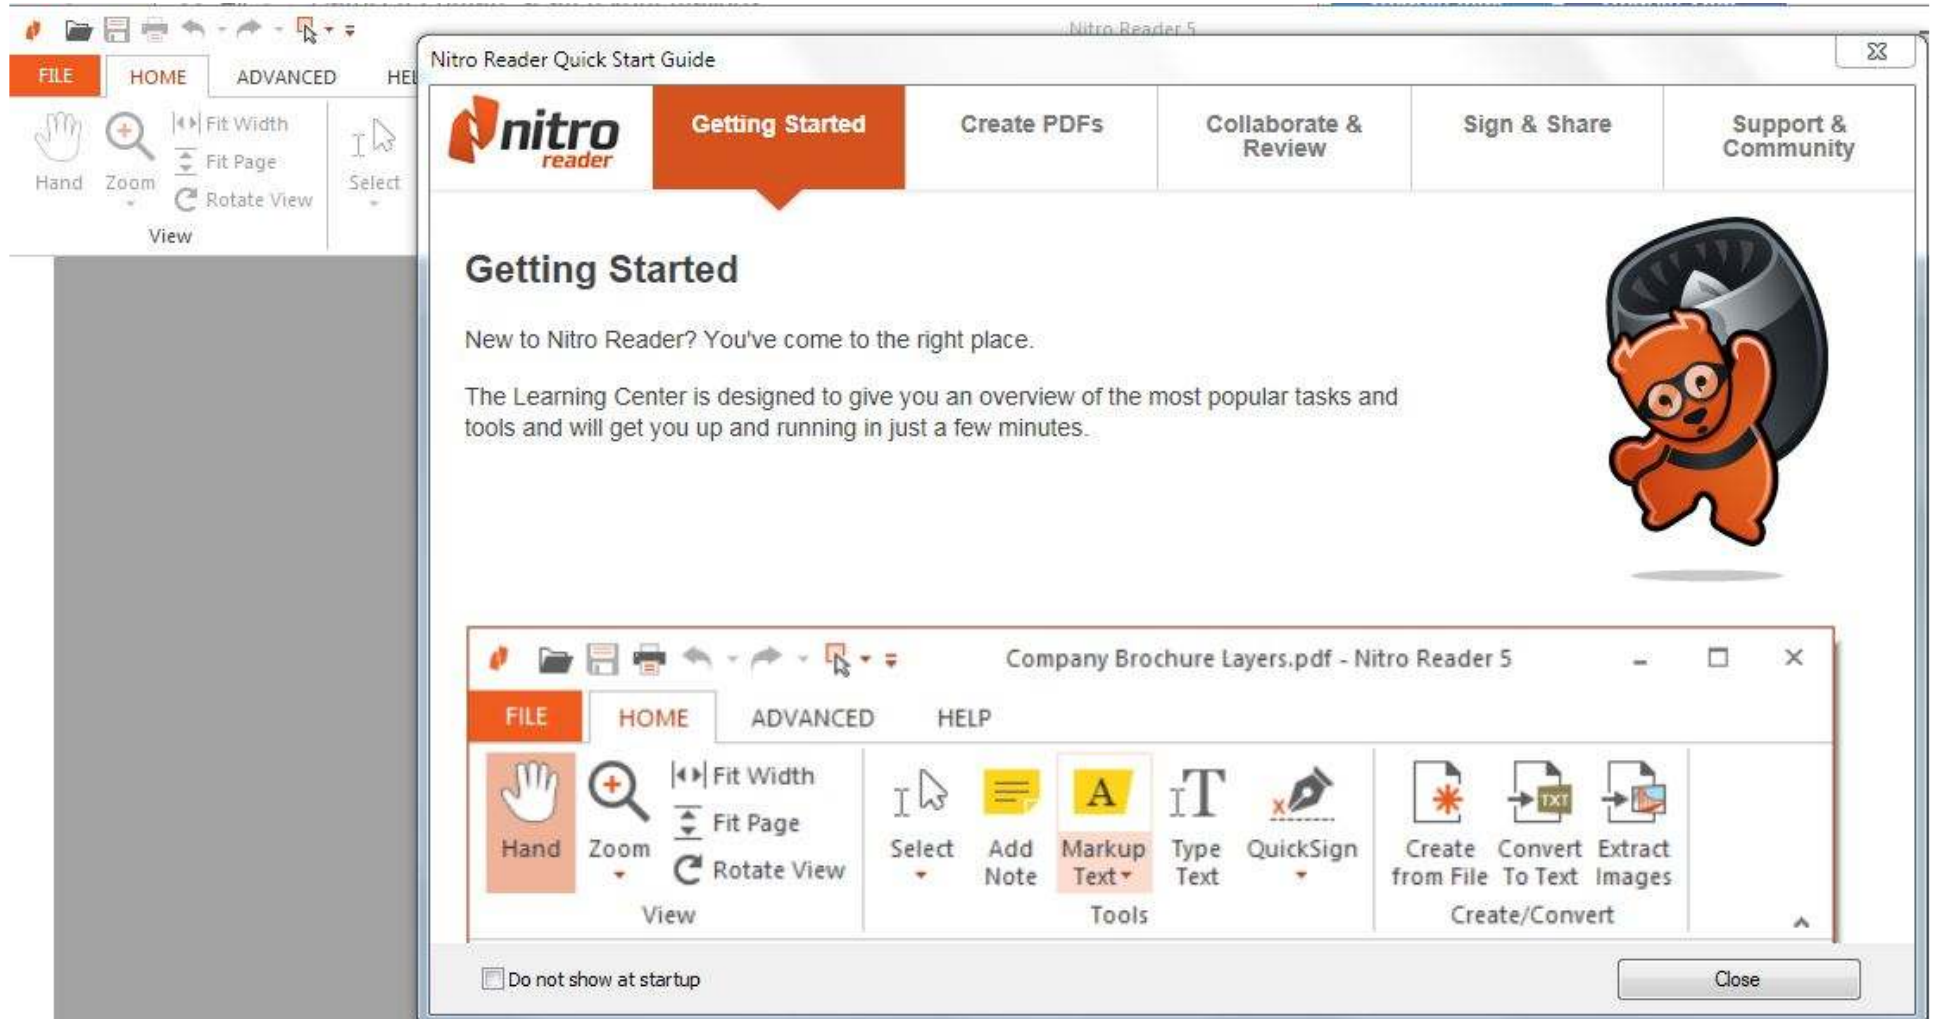 Nitro Reader 5
FILE HOME ADVANCED HEL
Fit Width
Fit Page
Rotate View
Hand Zoom Select
View
Nitro Reader Quick Start Guide
nitro
reader
Getting Started
Create PDFs
Collaborate &
Review
Sign & Share
Support &
Community
Getting Started
New to Nitro Reader? You've come to the right place.
The Learning Center is designed to give you an overview of the most popular tasks and
tools and will get you up and running in just a few minutes.
Company Brochure Layers.pdf - Nitro Reader 5
FILE HOME ADVANCED HELP
Fit Width
Fit Page
Rotate View
Hand
Zoom
View
Select
Add
Note
A
Markup
Text
T
Type
Text
x
QuickSign
Tools
Create
from File
TXT
Convert
To Text
Extract
Images
Create/Convert
Do not show at startup
Close